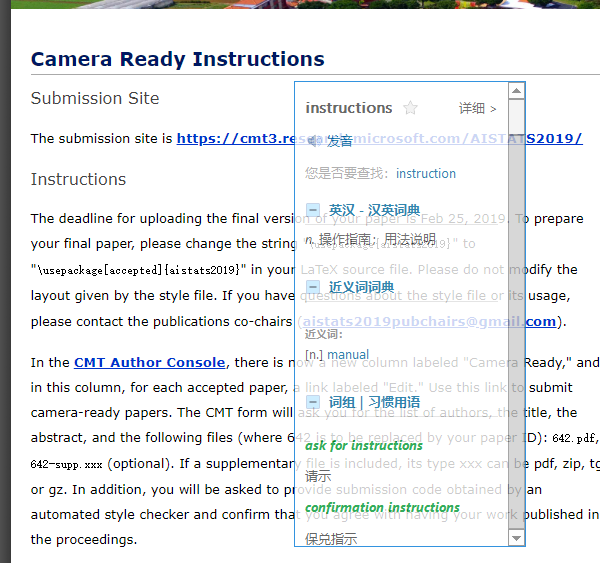 Camera Ready Instructions
Submission Site
The submission site is https://cmt3.research.microsoft.com/AISTATS2019/
Instructions
The deadline for uploading the final version of your paper is Feb 25, 2019. To prepare
your final paper, please change the string "\usepackage{aistats2019}" to
"\usepackage[accepted]{aistats2019}" in your LaTeX source file. Please do not modify the
layout given by the style file. If you have questions about the style file or its usage,
please contact the publications co-chairs (aistats2019pubchairs@gmail.com).
In the CMT Author Console, there is now a new column labeled "Camera Ready," and
in this column, for each accepted paper, a link labeled "Edit." Use this link to submit
camera-ready papers. The CMT form will ask you for the list of authors, the title, the
abstract, and the following files (where 642 is to be replaced by your paper ID): 642.pdf,
642-supp.xxx (optional). If a supplementary file is included, its type xxx can be pdf, zip, tg
or gz. In addition, you will be asked to provide submission code obtained by an
automated style checker and confirm that you agree with having your work published in
the proceedings.
instructions 详细 >
发音
您是否要查找: instruction
英汉 - 汉英词典
n. 操作指南；用法说明
近义词词典
近义词:
[n.] manual
词组 | 习惯用语
ask for instructions
请示
confirmation instructions
保兑指示